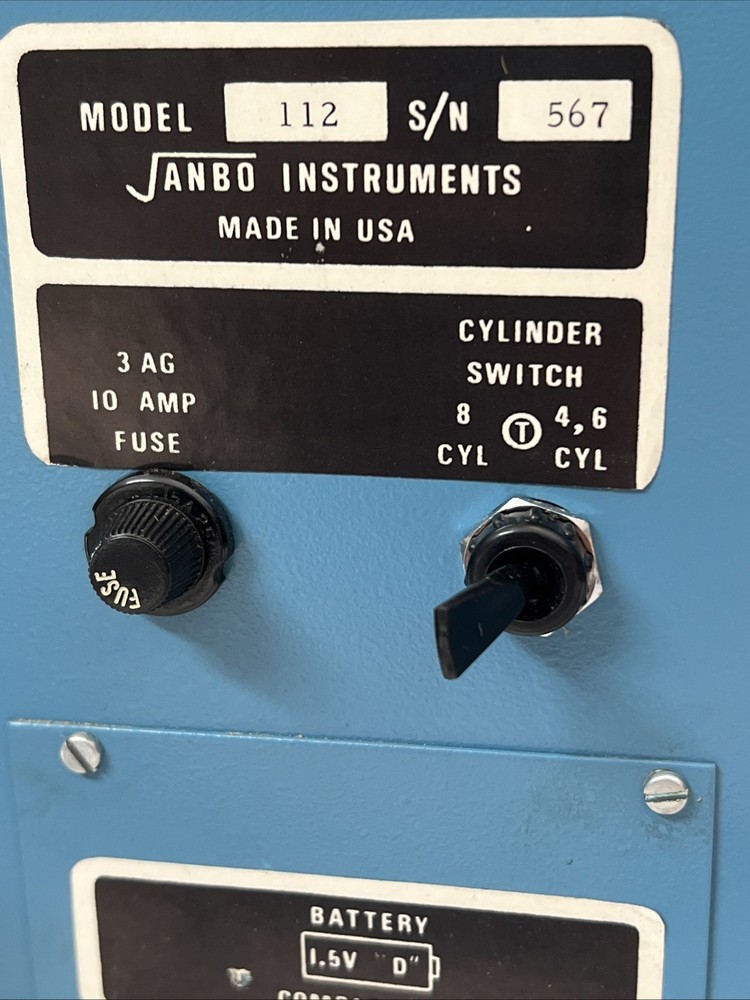 MODEL 112 S/N 567
√ANBO INSTRUMENTS
MADE IN USA
3 AG
10 AMP
FUSE
CYLINDER
SWITCH
8 T 4,6
CYL CYL
FUSE
BATTERY
1.5V "D"